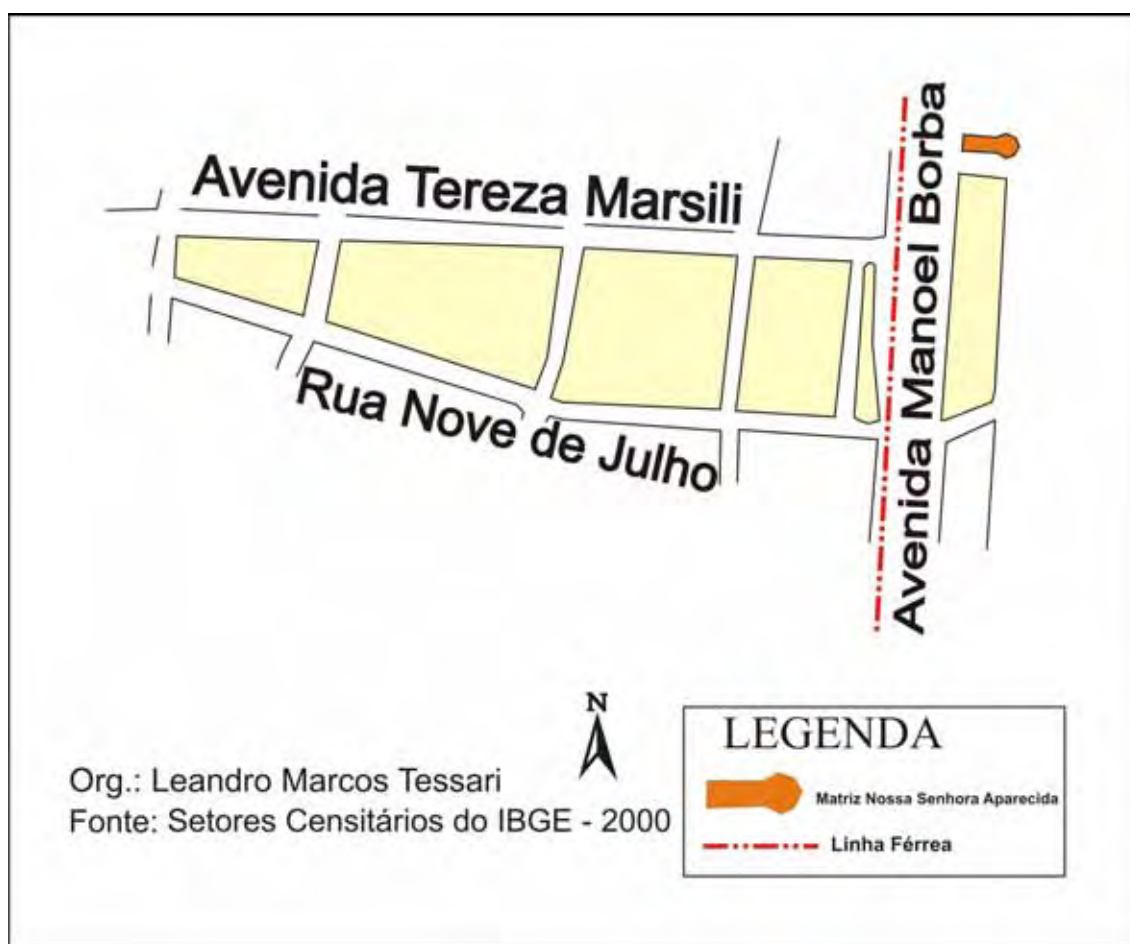 Avenida Tereza Marsili
Avenida Manoel Borba
Rua Nove de Julho
N
Org.: Leandro Marcos Tessari
Fonte: Setores Censitários do IBGE - 2000
LEGENDA
Matriz Nossa Senhora Aparecida
Linha Férrea